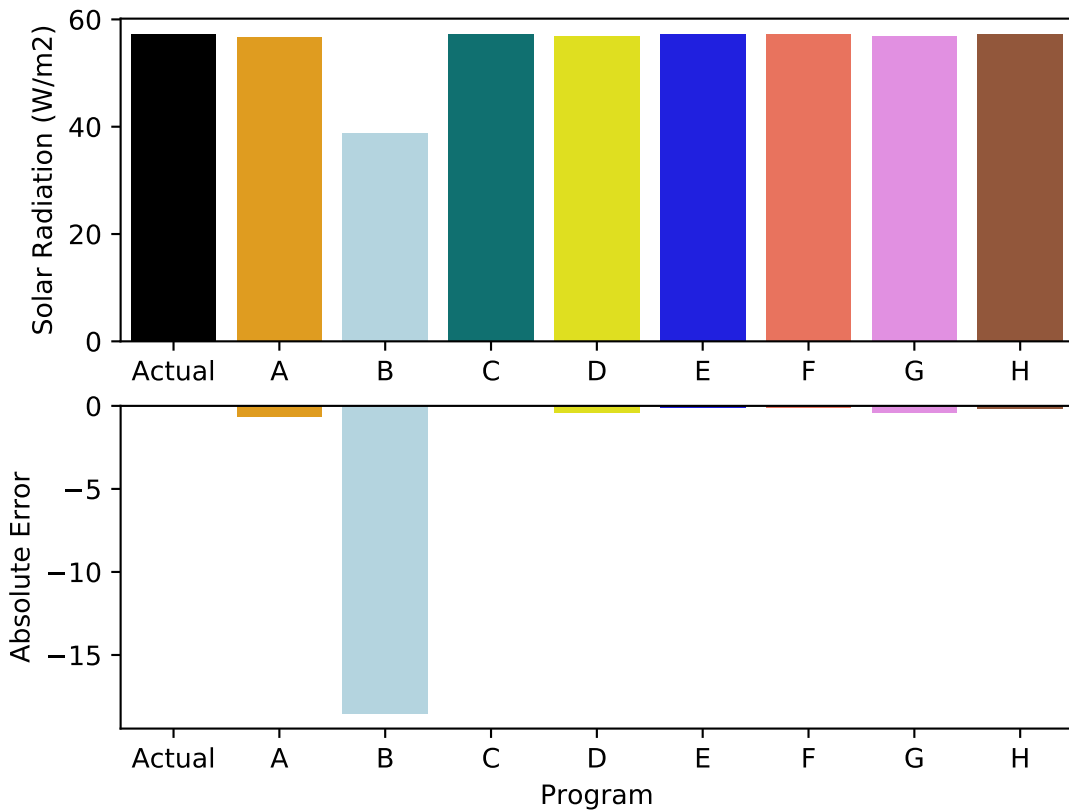 Solar Radiation (W/m2)
60
40
20
0
Actual A B C D E F G H
Absolute Error
0
−5
−10
−15
Actual A B C D E F G H
Program